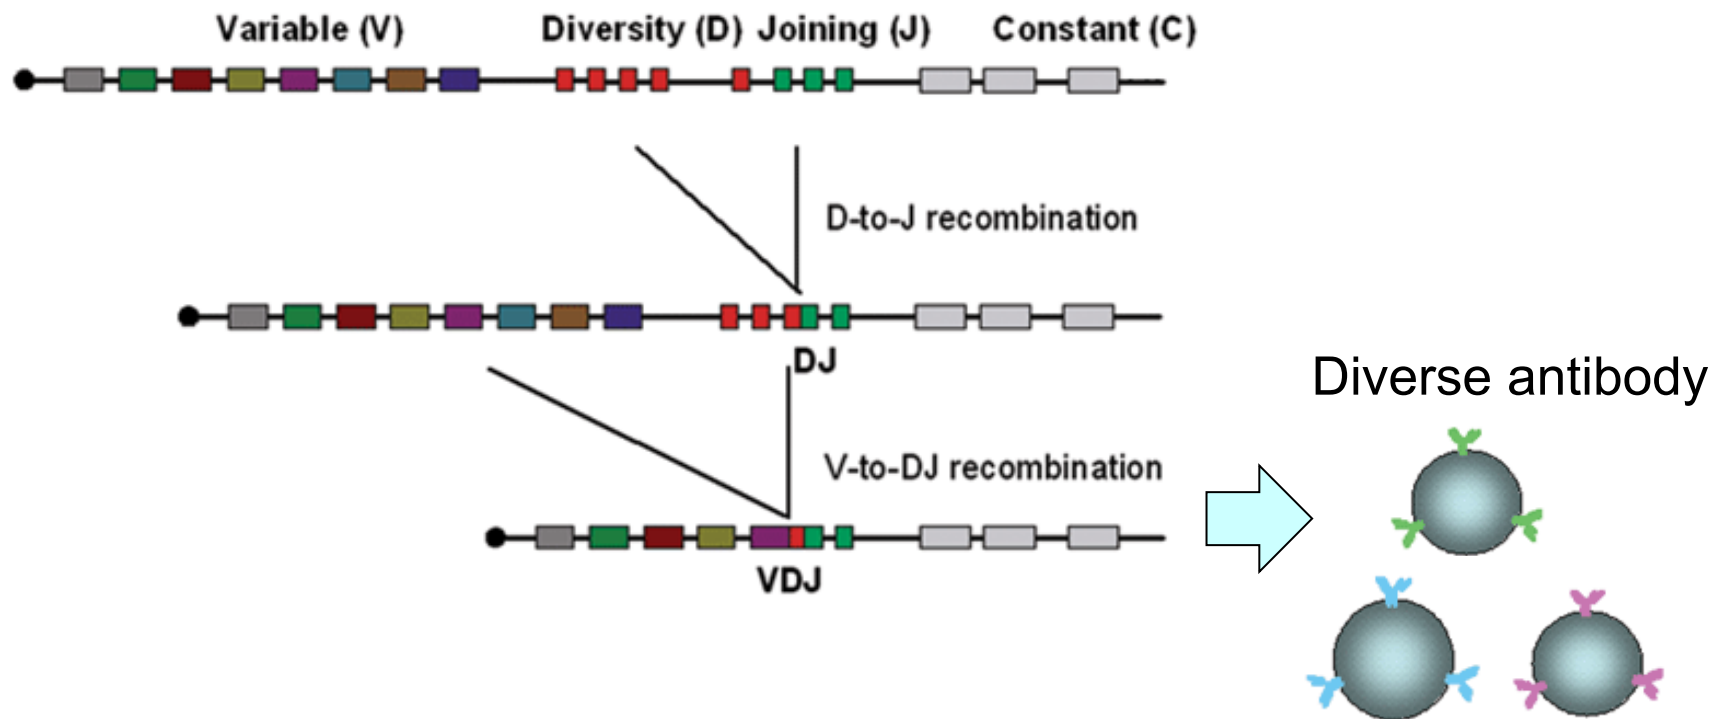 Variable (V) Diversity (D) Joining (J) Constant (C)
D-to-J recombination
DJ
Diverse antibody
V-to-DJ recombination
VDJ